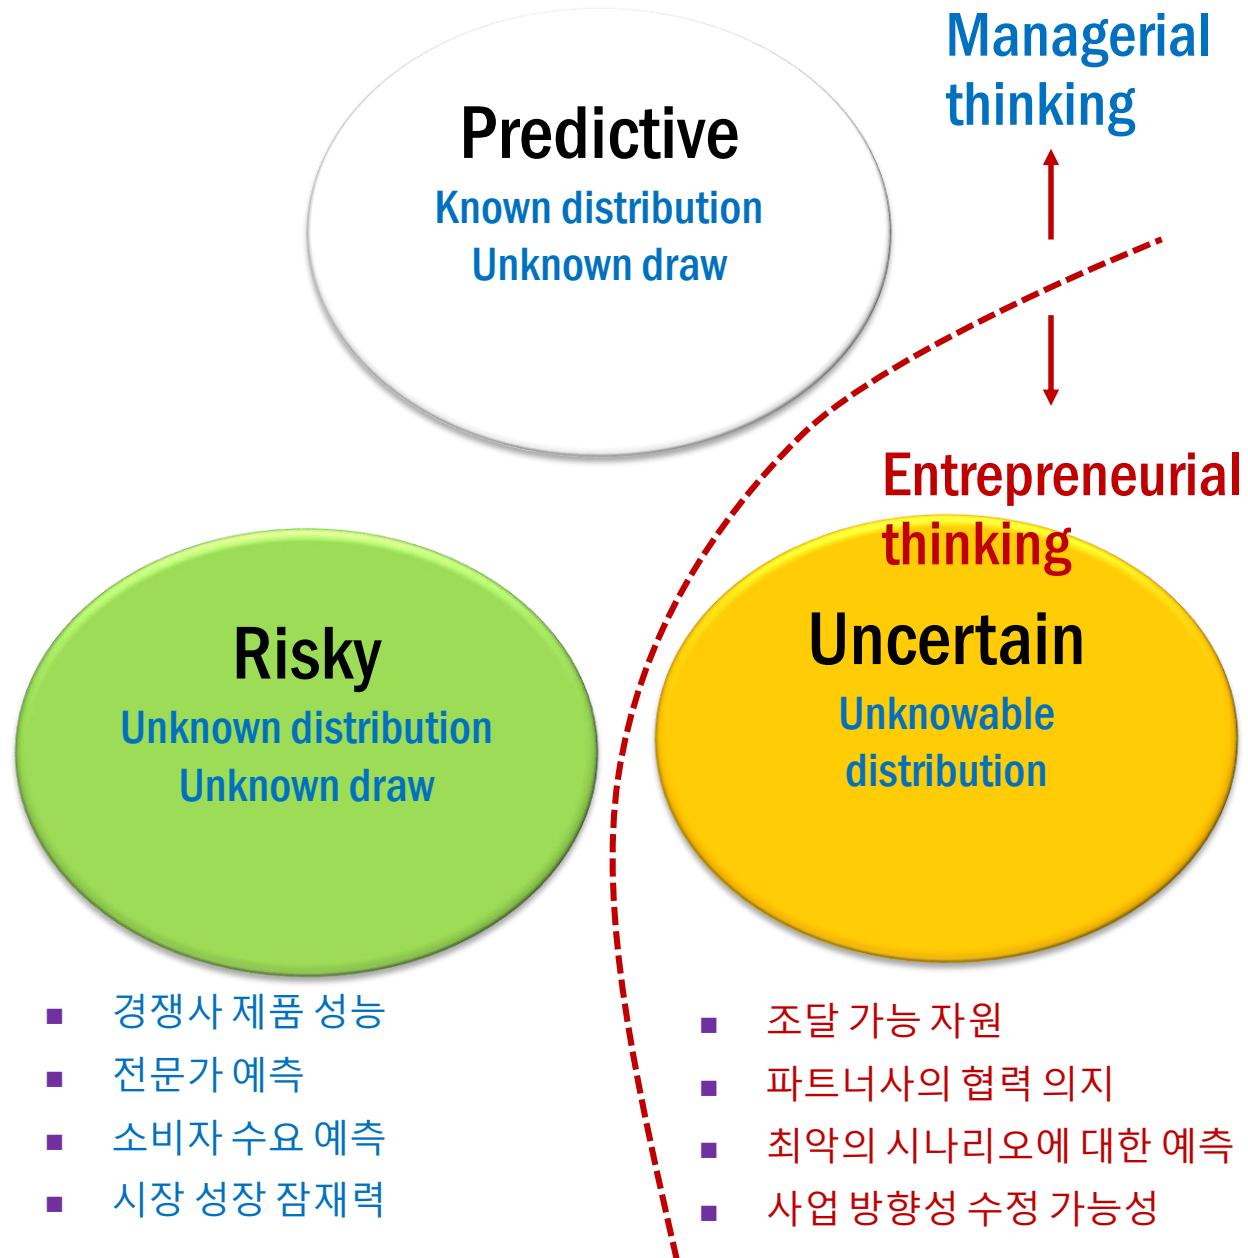 Managerial
thinking
Predictive
Known distribution
Unknown draw
Entrepreneurial
thinking
Risky
Unknown distribution
Unknown draw
Uncertain
Unknowable
distribution
■ 경쟁사 제품 성능
■ 전문가 예측
■ 소비자 수요 예측
■ 시장 성장 잠재력
■ 조달 가능 자원
■ 파트너사의 협력 의지
■ 최악의 시나리오에 대한 예측
■ 사업 방향성 수정 가능성